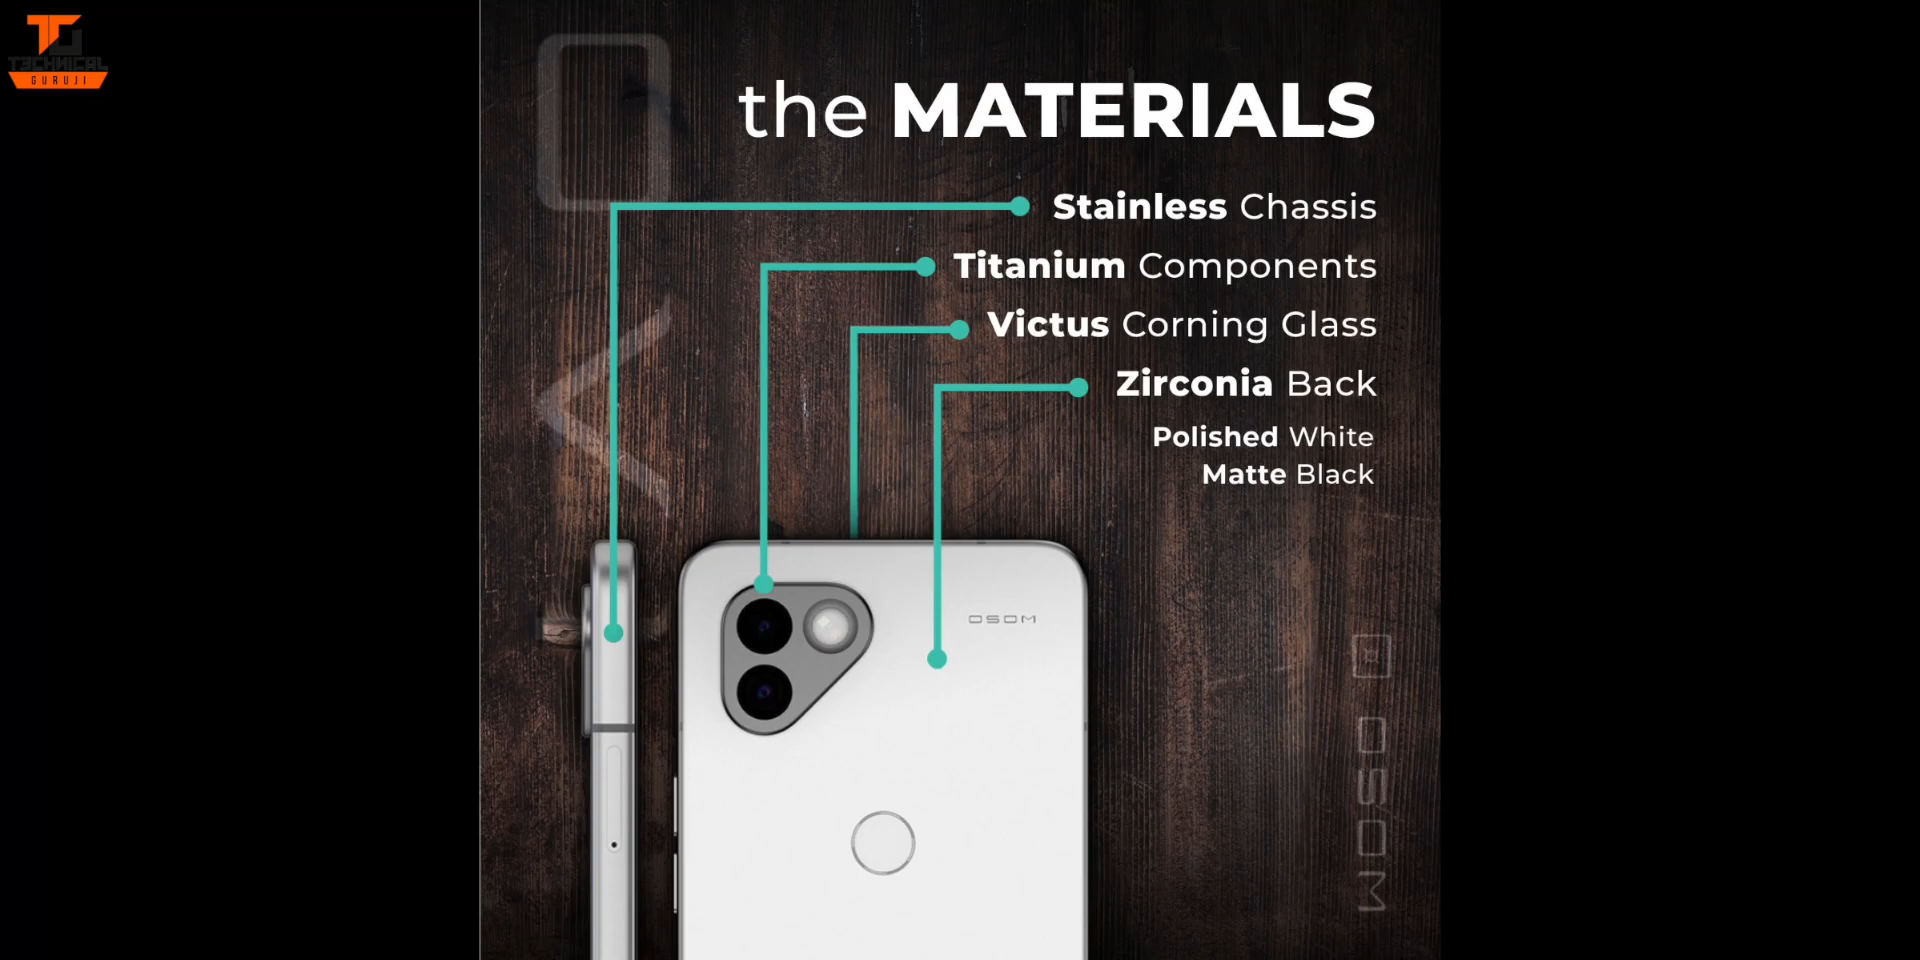 TECHNICAL
GURUJI
the MATERIALS
Stainless Chassis
Titanium Components
Victus Corning Glass
Zirconia Back
Polished White
Matte Black
OSOM
OSOM